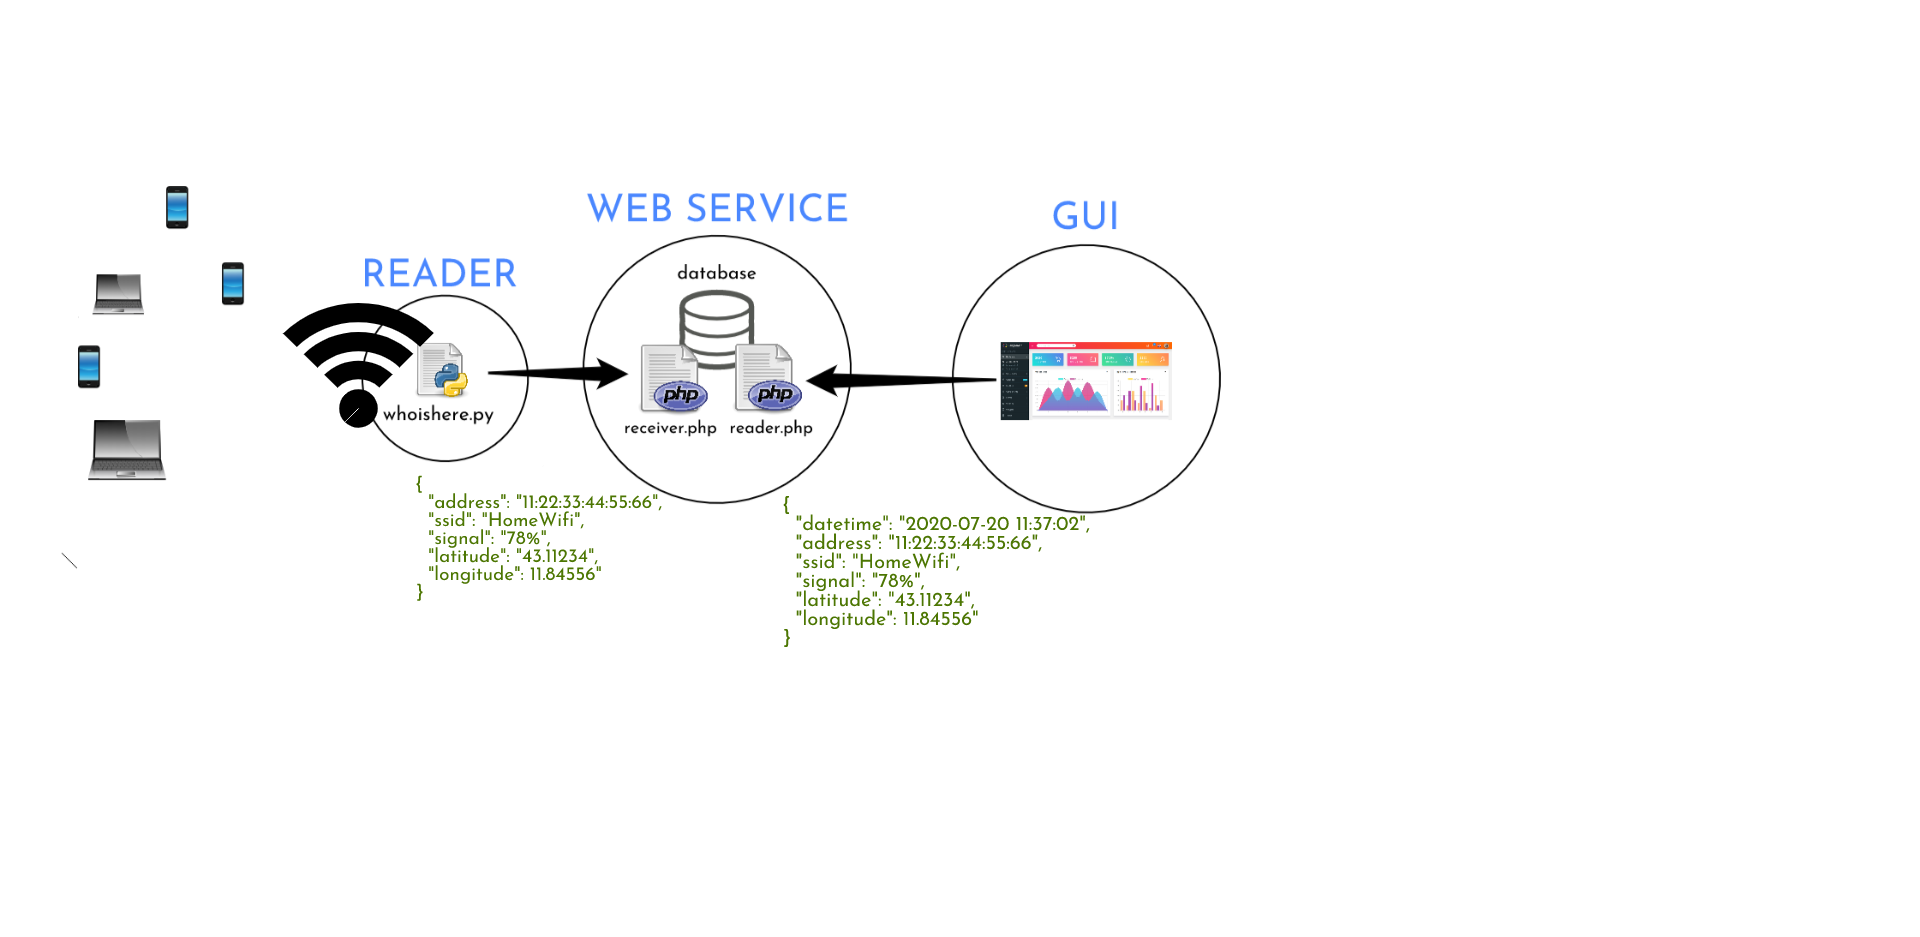 WEB SERVICE
GUI
READER
database
php
php
whoishere.py
receiver.php
reader.php
{
"address": "11:22:33:44:55:66",
"ssid": "HomeWifi",
"signal": "78%",
"latitude": "43.11234",
"longitude": 11.84556"
}
{
"datetime": "2020-07-20 11:37:02",
"address": "11:22:33:44:55:66",
"ssid": "HomeWifi",
"signal": "78%",
"latitude": "43.11234",
"longitude": 11.84556"
}